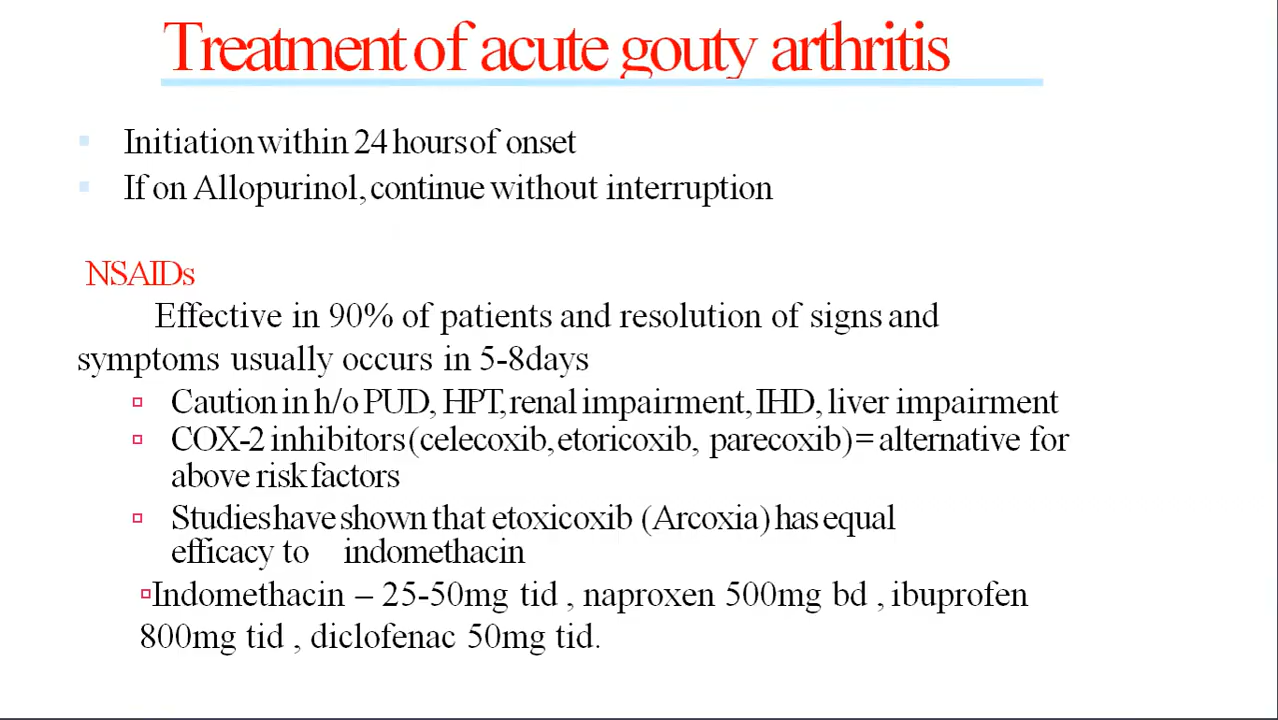 Treatment of acute gouty arthritis
Initiation within 24 hours of onset
If on Allopurinol, continue without interruption
NSAIDs
Effective in 90% of patients and resolution of signs and
symptoms usually occurs in 5-8days
Caution in h/o PUD, HPT, renal impairment, IHD, liver impairment
COX-2 inhibitors (celecoxib, etoricoxib, parecoxib) = alternative for
above risk factors
Studies have shown that etoxicoxib (Arcoxia) has equal
efficacy to indomethacin
Indomethacin – 25-50mg tid , naproxen 500mg bd , ibuprofen
800mg tid , diclofenac 50mg tid.